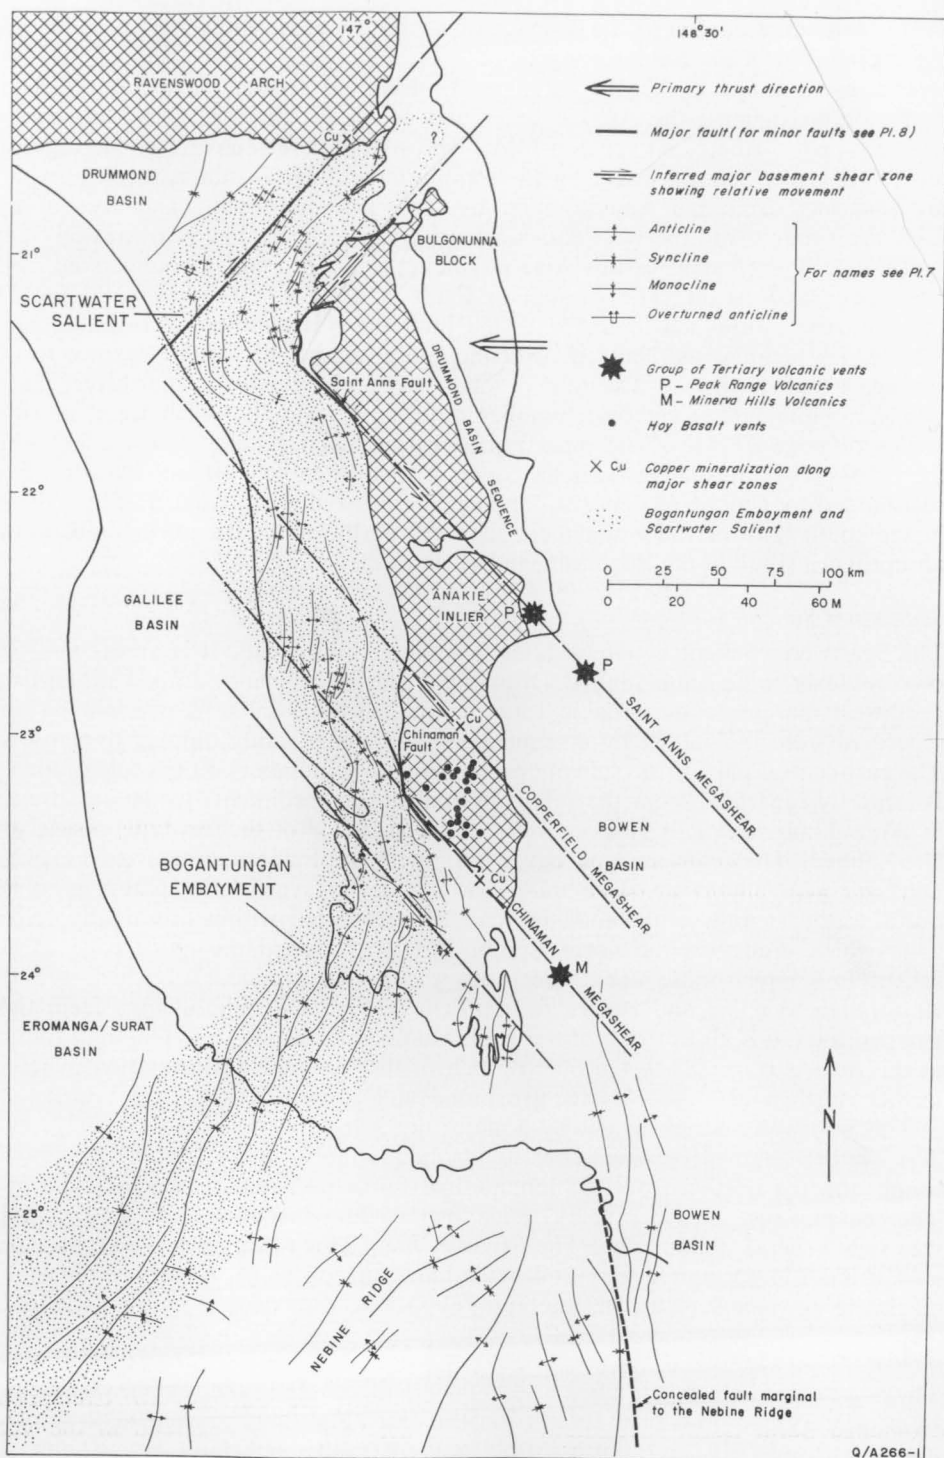 147°
148°30'
RAVENSWOOD ARCH
Cu
?
DRUMMOND
BASIN
21°
SCARTWATER
SALIENT
BULGONUNNA
BLOCK
Primary thrust direction
Major fault (for minor faults see Pl.8)
Inferred major basement shear zone
showing relative movement
Anticline
Syncline
Monocline
Overturned anticline
For names see Pl.7
Group of Tertiary volcanic vents
P – Peak Range Volcanics
M – Minerva Hills Volcanics
Hoy Basalt vents
Cu Copper mineralization along
major shear zones
Bogantungan Embayment and
Scartwater Salient
0 25 50 75 100 km
0 20 40 60 M
Saint Anns Fault
DRUMMOND BASIN SEQUENCE
22°
GALILEE
BASIN
ANAKIE
INLIER
P
P
SAINT ANNS MEGASHEAR
23°
Cu
Chinaman
Fault
COPPERFIELD MEGASHEAR
BOWEN
BASIN
BOGANTUNGAN
EMBAYMENT
Cu
CHINAMAN MEGASHEAR
M
24°
EROMANGA/SURAT
BASIN
N
25°
BOWEN
BASIN
NEBINE RIDGE
Concealed fault marginal
to the Nebine Ridge
Q/A266-1